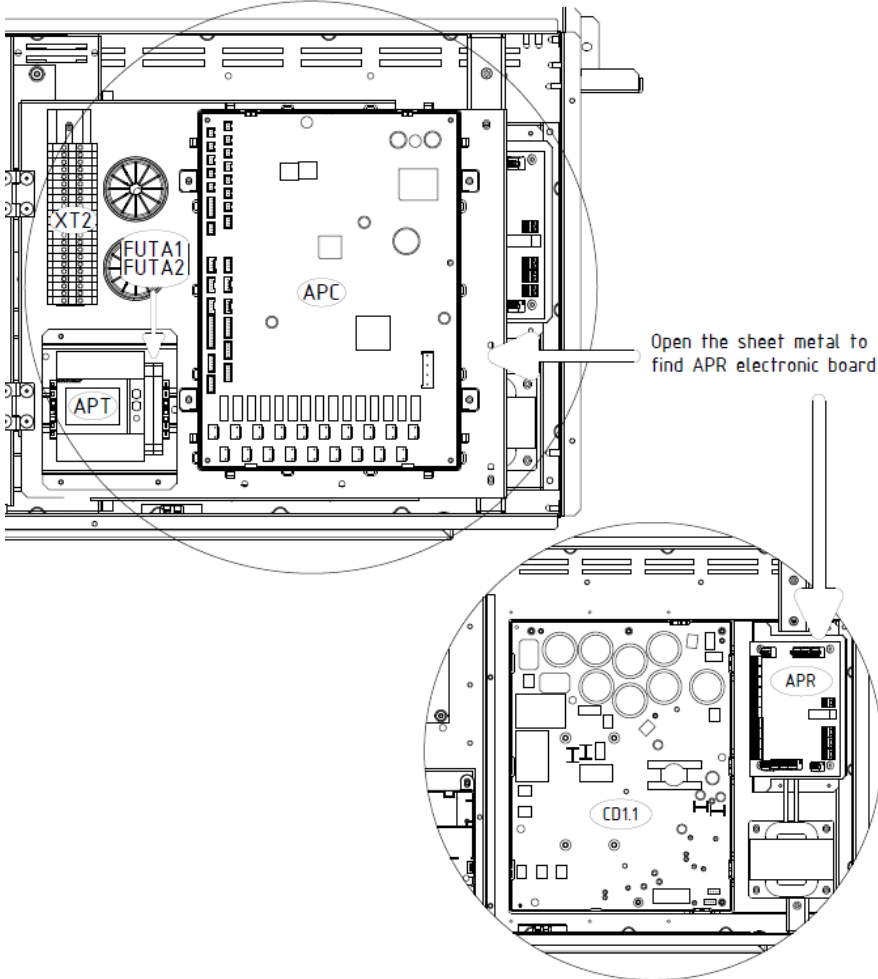 XT2
FUTA1
FUTA2
APC
APT
Open the sheet metal to
find APR electronic board
APR
CD1.1